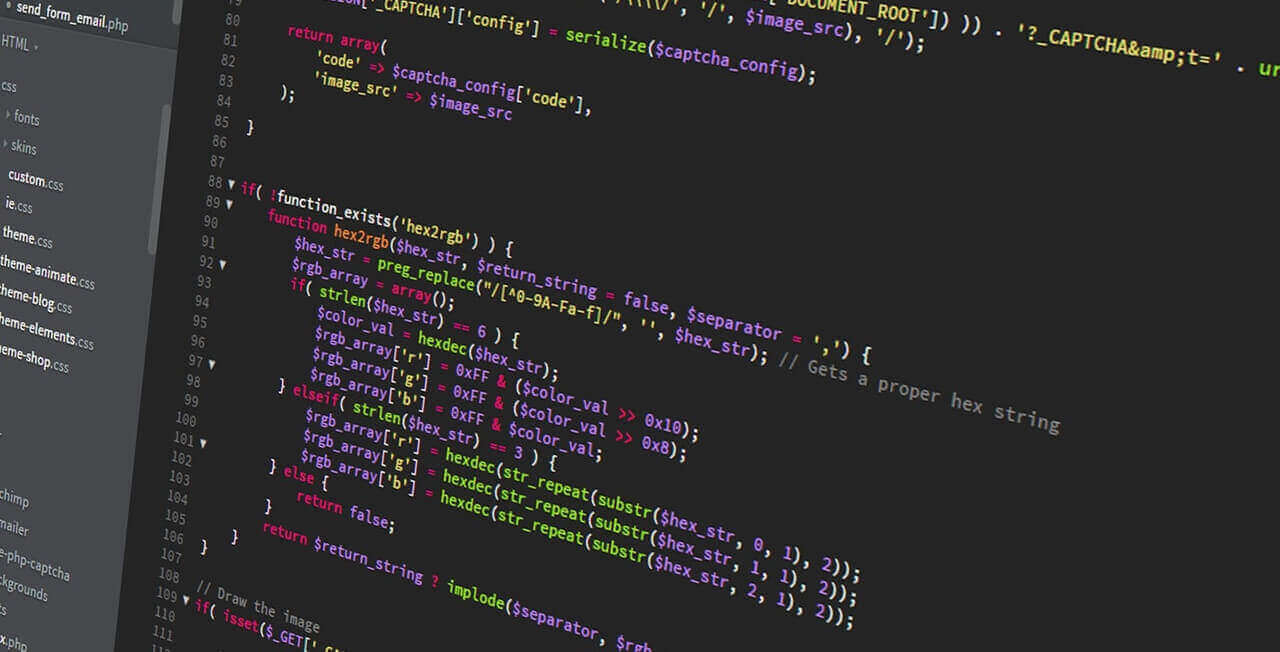 send_form_email.php
HTML
css
fonts
skins
custom.css
ie.css
theme.css
theme-animate.css
heme-blog.css
heme-elements.css
eme-shop.css
chimp
mailer
e-php-captcha
ckgrounds
x.php
'/', $image_src), '/');
DOCUMENT_ROOT']) )) . '?_CAPTCHA&amp;t=' . ur
['_CAPTCHA']['config'] = serialize($captcha_config);
80
81 return array(
82 'code' => $captcha_config['code'],
83 'image_src' => $image_src
84 );
85 }
86
87
88 if( !function_exists('hex2rgb') ) {
89 function hex2rgb($hex_str, $return_string = false, $separator = ',') {
90 $hex_str = preg_replace("/[^0-9A-Fa-f]/", '', $hex_str); // Gets a proper hex string
91 $rgb_array = array();
92 if( strlen($hex_str) == 6 ) {
93 $color_val = hexdec($hex_str);
94 $rgb_array['r'] = 0xFF & ($color_val >> 0x10);
95 $rgb_array['g'] = 0xFF & ($color_val >> 0x8);
96 $rgb_array['b'] = 0xFF & $color_val;
97 } elseif( strlen($hex_str) == 3 ) {
98 $rgb_array['r'] = hexdec(str_repeat(substr($hex_str, 0, 1), 2));
99 $rgb_array['g'] = hexdec(str_repeat(substr($hex_str, 1, 1), 2));
100 $rgb_array['b'] = hexdec(str_repeat(substr($hex_str, 2, 1), 2));
101 } else {
102 return false;
103 }
104 return $return_string ? implode($separator, $rgb
105 }
106 }
107
108 // Draw the image
109 if( isset($_GET['
110
111